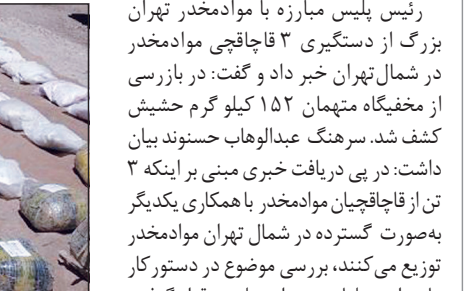 رئیس پلیس مبارزه با موادمخدر تهران
بزرگ از دستگیری ۳ قاچاقچی موادمخدر
در شمال‌تهران خبر داد و گفت: در بازرسی
از مخفیگاه متهمان ۱۵۲ کیلو گرم حشیش
کشف شد. سرهنگ عبدالوهاب حسنوند بیان
داشت: در پی دریافت خبری مبنی بر اینکه ۳
تن از قاچاقچیان موادمخدر با همکاری یکدیگر
به‌صورت گسترده در شمال تهران موادمخدر
توزیع می‌کنند، بررسی موضوع در دستور کار